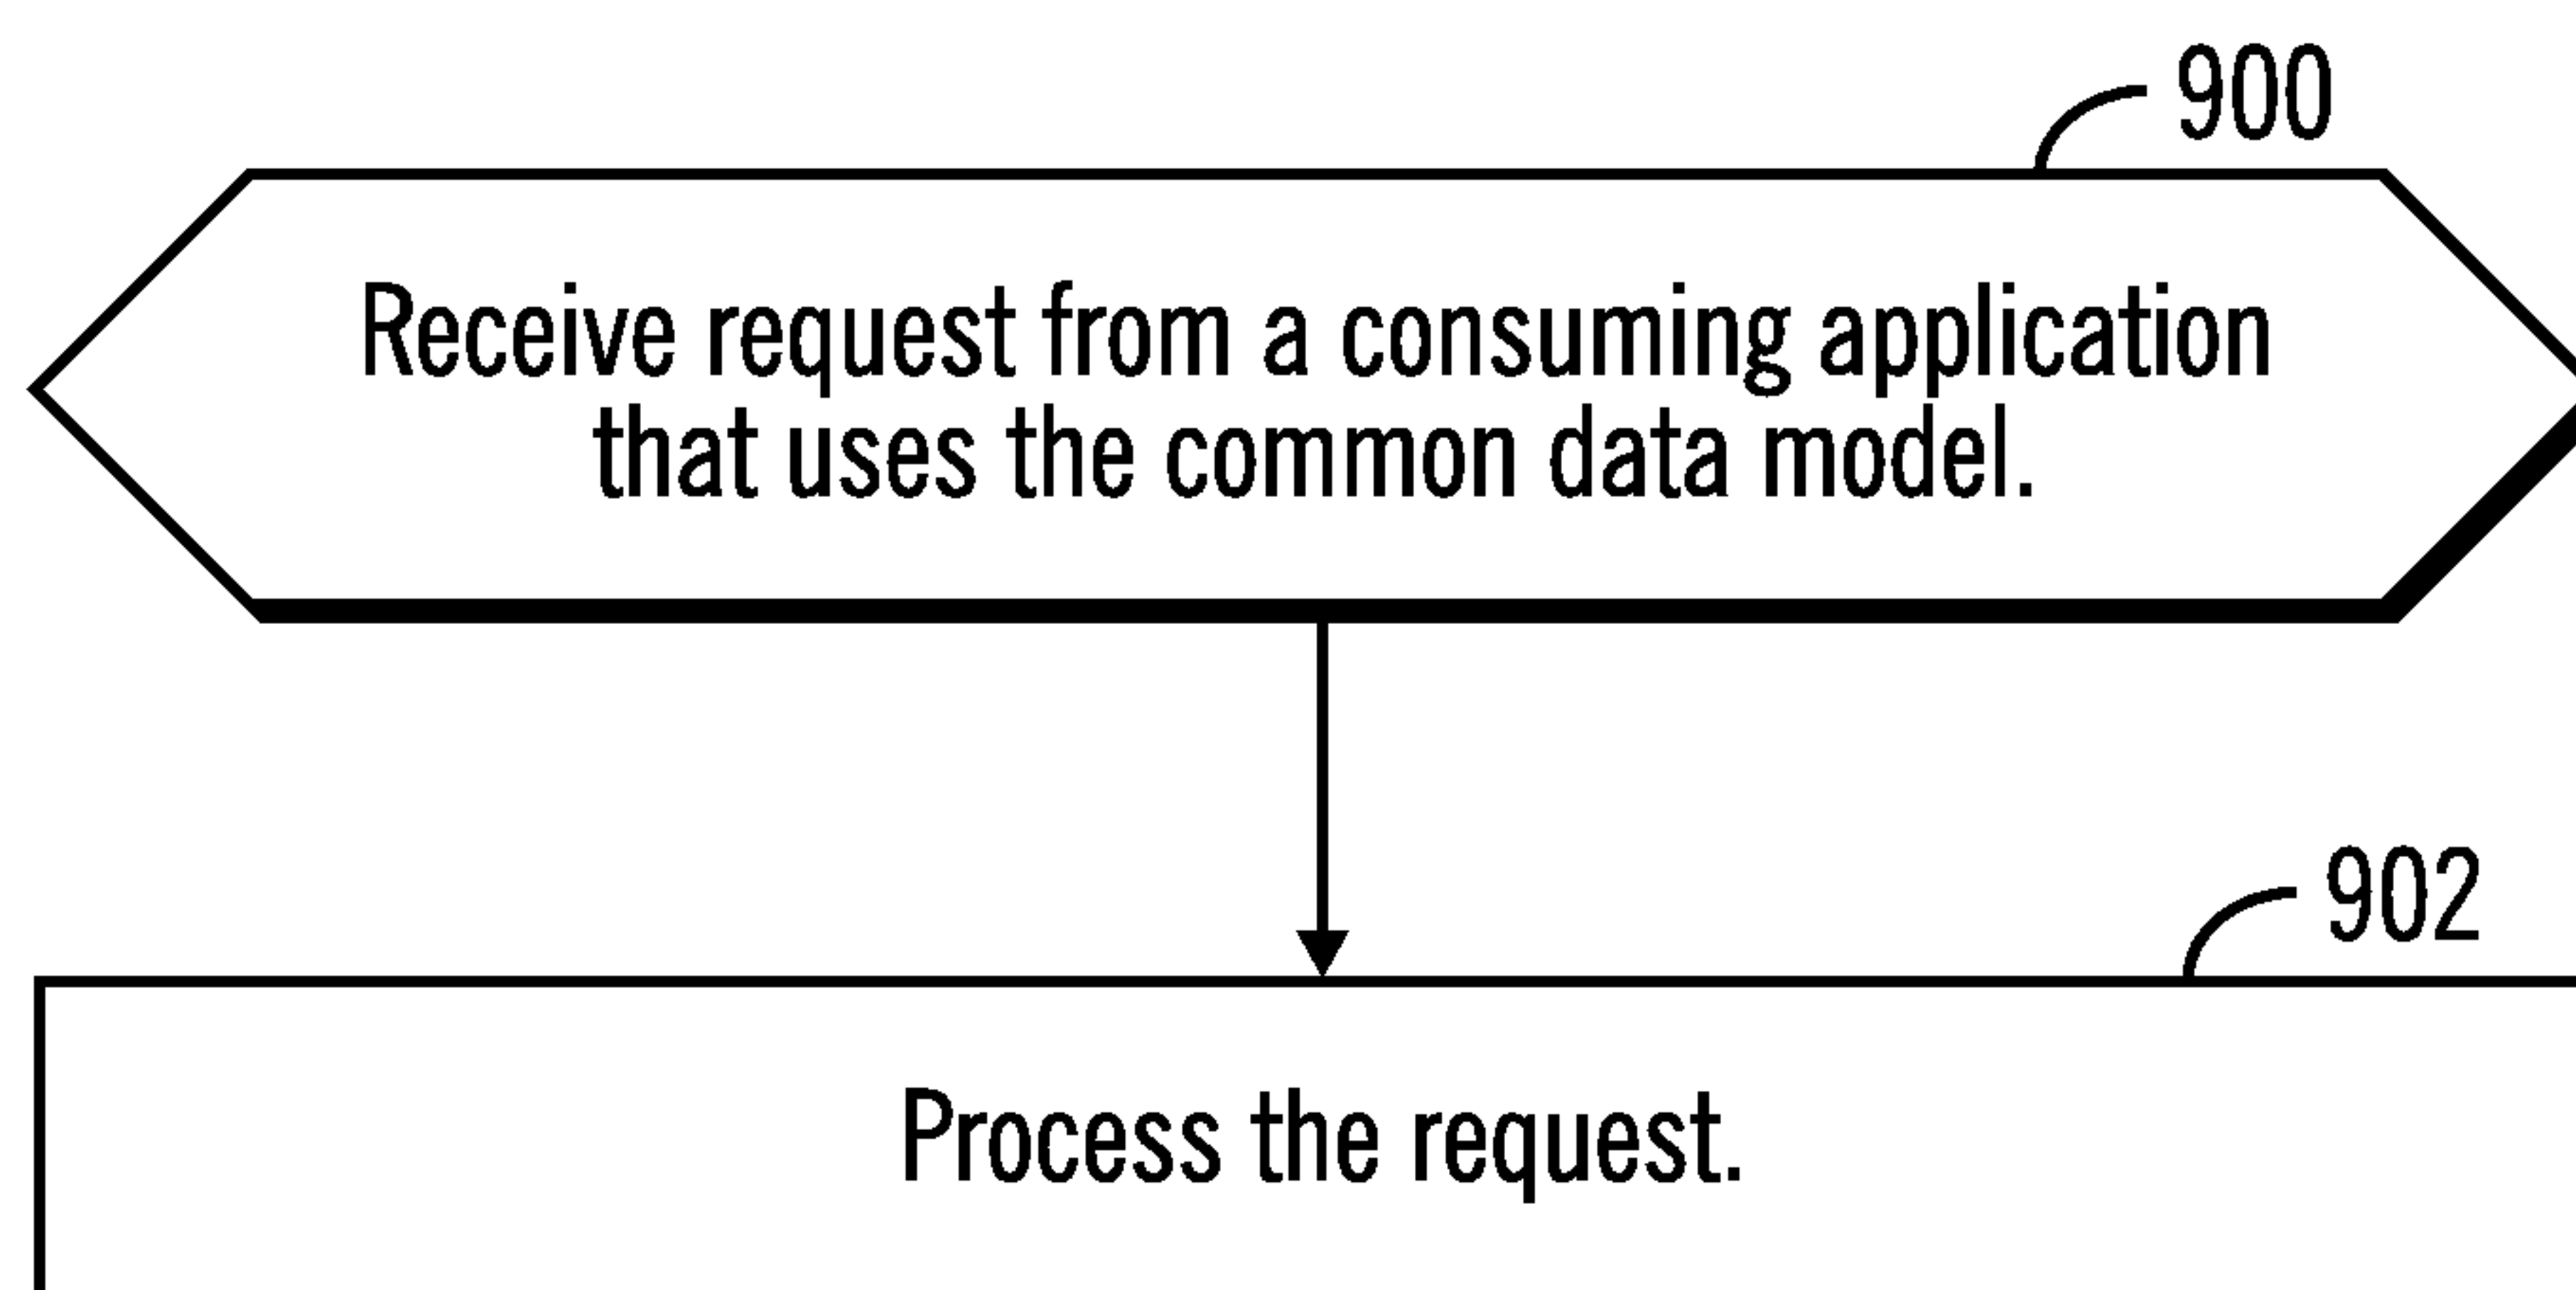 900
Receive request from a consuming application
that uses the common data model.
902
Process the request.